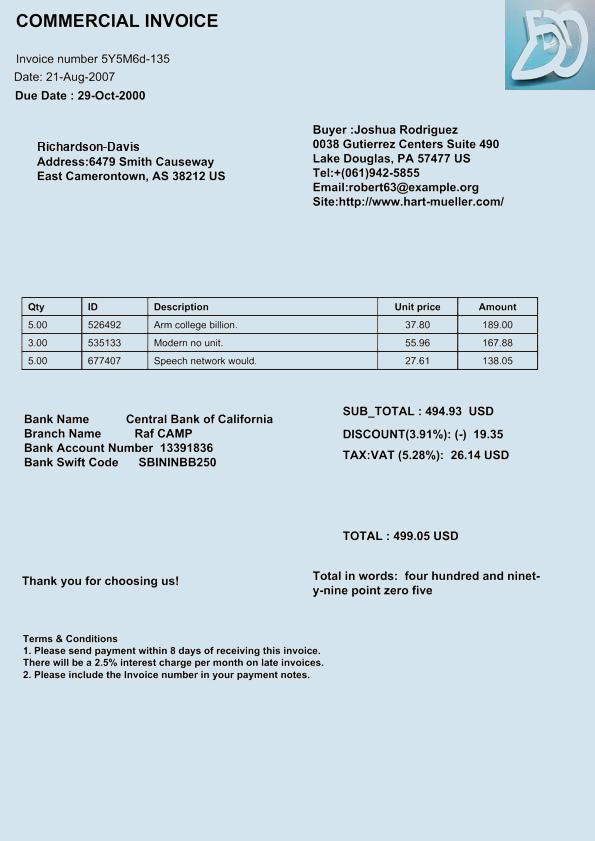 COMMERCIAL INVOICE
Invoice number 5Y5M6d-135
Date: 21-Aug-2007
Due Date : 29-Oct-2000
Richardson-Davis
Address:6479 Smith Causeway
East Camerontown, AS 38212 US
Buyer :Joshua Rodriguez
0038 Gutierrez Centers Suite 490
Lake Douglas, PA 57477 US
Tel:+(061)942-5855
Email:robert63@example.org
Site:http://www.hart-mueller.com/
Qty ID Description Unit price Amount
5.00 526492 Arm college billion. 37.80 189.00
3.00 535133 Modern no unit. 55.96 167.88
5.00 677407 Speech network would. 27.61 138.05
Bank Name Central Bank of California
Branch Name Raf CAMP
Bank Account Number 13391836
Bank Swift Code SBININBB250
SUB_TOTAL : 494.93 USD
DISCOUNT(3.91%): (-) 19.35
TAX:VAT (5.28%): 26.14 USD
TOTAL : 499.05 USD
Thank you for choosing us!
Total in words: four hundred and ninet-
y-nine point zero five
Terms & Conditions
1. Please send payment within 8 days of receiving this invoice.
There will be a 2.5% interest charge per month on late invoices.
2. Please include the Invoice number in your payment notes.